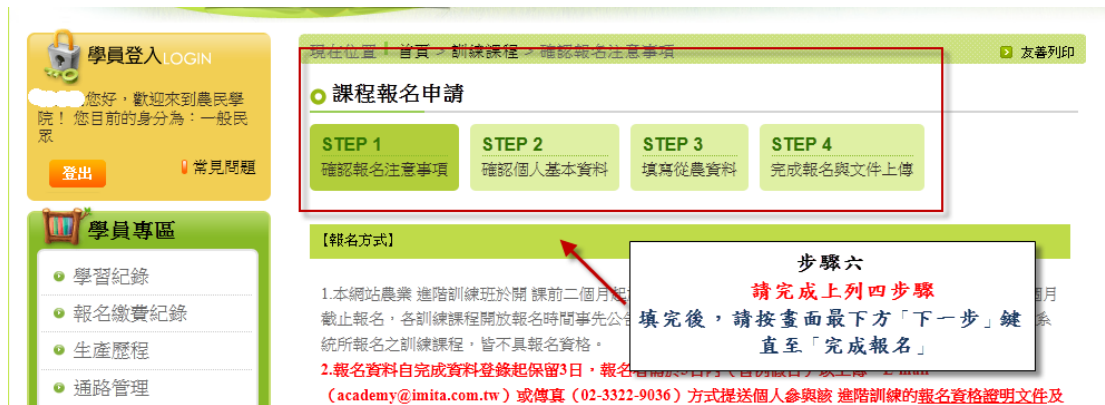 學員登入LOGIN
您好,歡迎來到農民學
院! 您目前的身分為:一般民
眾
登出
常見問題
學員專區
學習紀錄
報名繳費紀錄
生產歷程
通路管理
現在位置 首頁 > 訓練課程 > 確認報名注意事項
友善列印
課程報名申請
STEP 1
確認報名注意事項
STEP 2
確認個人基本資料
STEP 3
填寫從農資料
STEP 4
完成報名與文件上傳
【報名方式】
1.本網站農業 進階訓練班於開 課前二個月起
個月
截止報名,各訓練課程開放報名時間事先公
系
統所報名之訓練課程,皆不具報名資格。
2.報名資料自完成資料登錄起保留3日,報名
(academy@imita.com.tw)或傳真(02-3322-9036)方式提送個人參與該 進階訓練的報名資格證明文件及
步驟六
請完成上列四步驟
填完後,請按畫面最下方「下一步」鍵
直至「完成報名」